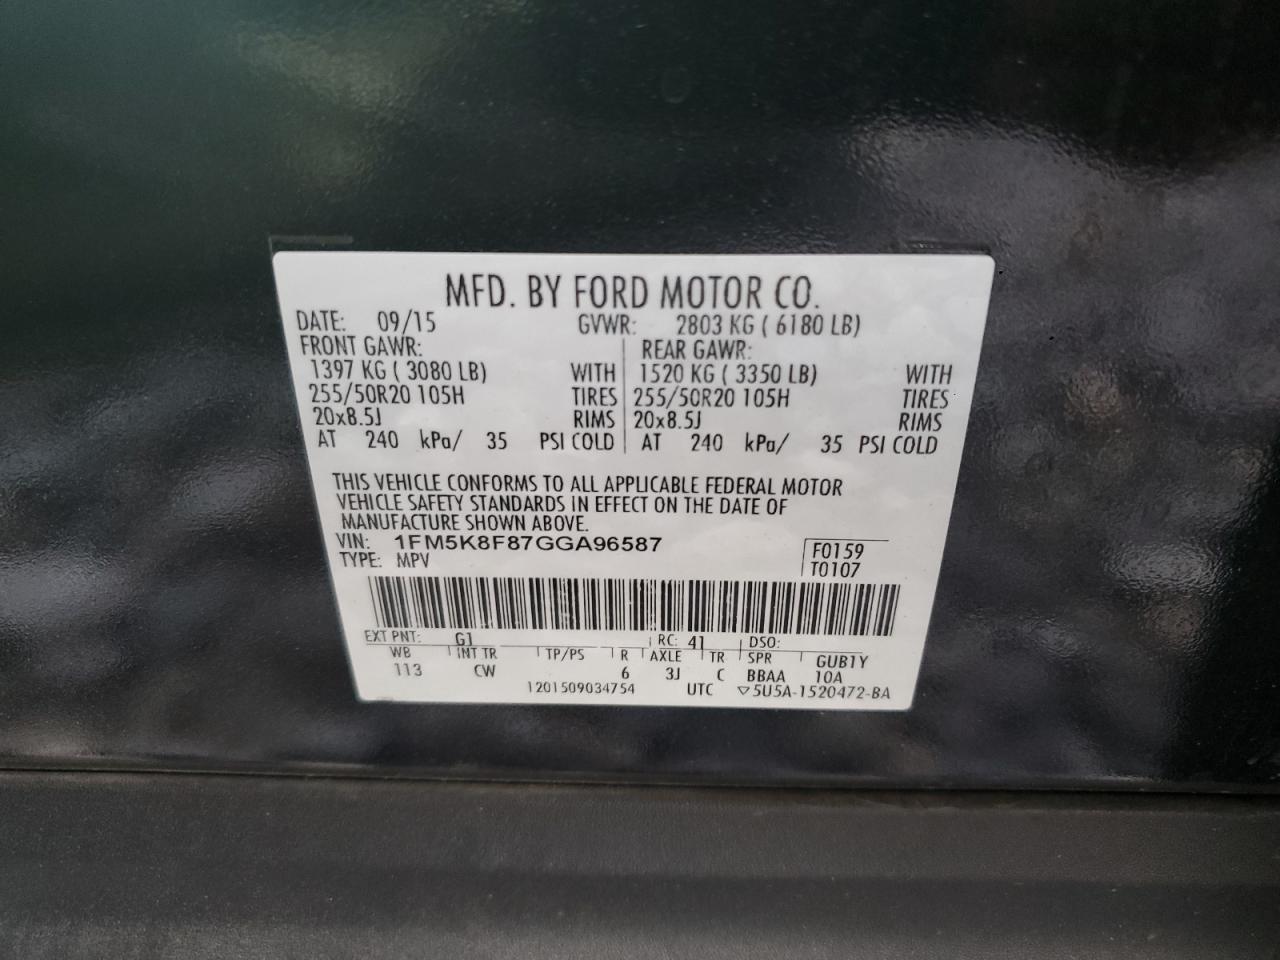 MFD. BY FORD MOTOR CO.
DATE: 09/15 GVWR: 2803 KG ( 6180 LB)
FRONT GAWR: REAR GAWR:
1397 KG ( 3080 LB) WITH 1520 KG ( 3350 LB) WITH
255/50R20 105H TIRES 255/50R20 105H TIRES
20x8.5J RIMS 20x8.5J RIMS
AT 240 kPa/ 35 PSI COLD AT 240 kPa/ 35 PSI COLD
THIS VEHICLE CONFORMS TO ALL APPLICABLE FEDERAL MOTOR
VEHICLE SAFETY STANDARDS IN EFFECT ON THE DATE OF
MANUFACTURE SHOWN ABOVE.
VIN: 1FM5K8F87GGA96587 F0159
TYPE: MPV T0107
EXT PNT: G1 RC: 41 DSO:
WB INT TR TP/PS R AXLE TR SPR GUB1Y
113 CW 6 3J C BBAA 10A
1201509034754 UTC ▽5U5A-1520472-BA